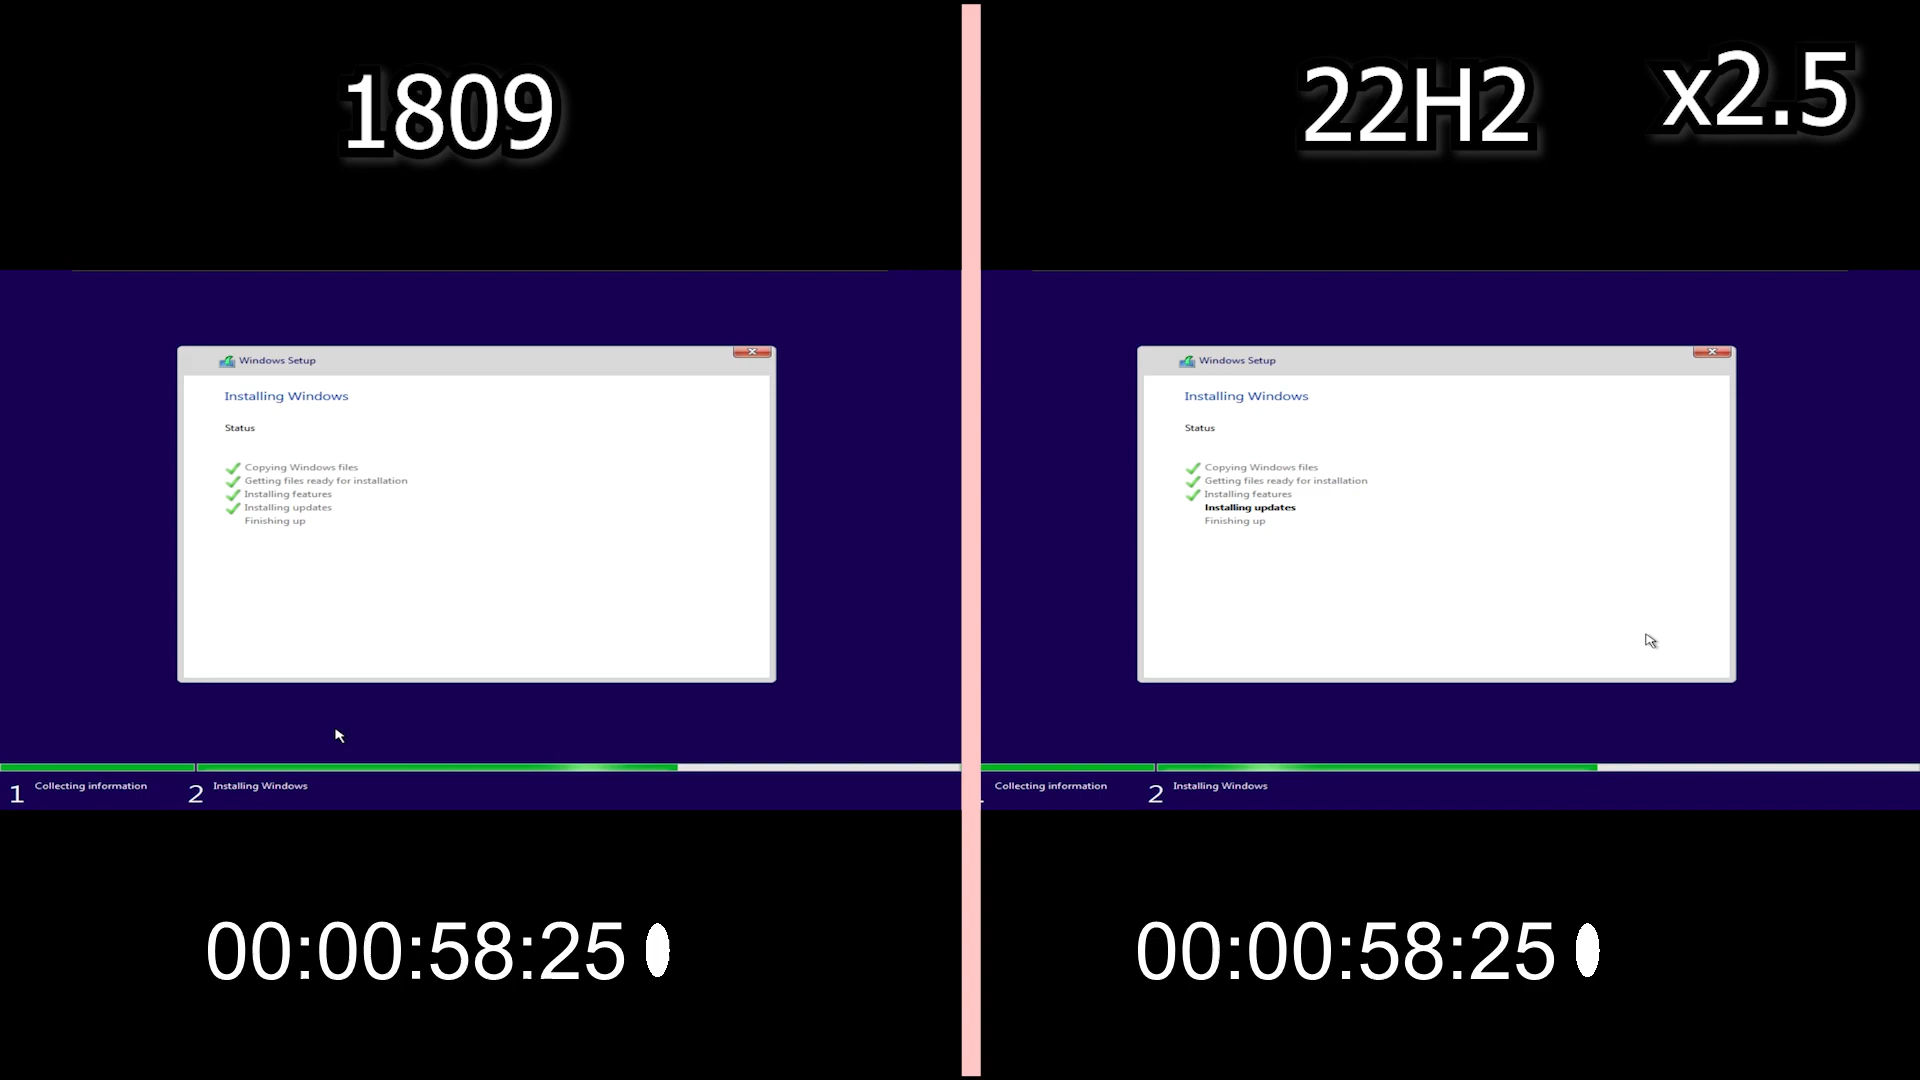 1809
22H2
x2.5
Windows Setup
Installing Windows
Status
Copying Windows files
Getting files ready for installation
Installing features
Installing updates
Finishing up
1 Collecting information
2 Installing Windows
Windows Setup
Installing Windows
Status
Copying Windows files
Getting files ready for installation
Installing features
Installing updates
Finishing up
Collecting information
2 Installing Windows
00:00:58:25
00:00:58:25